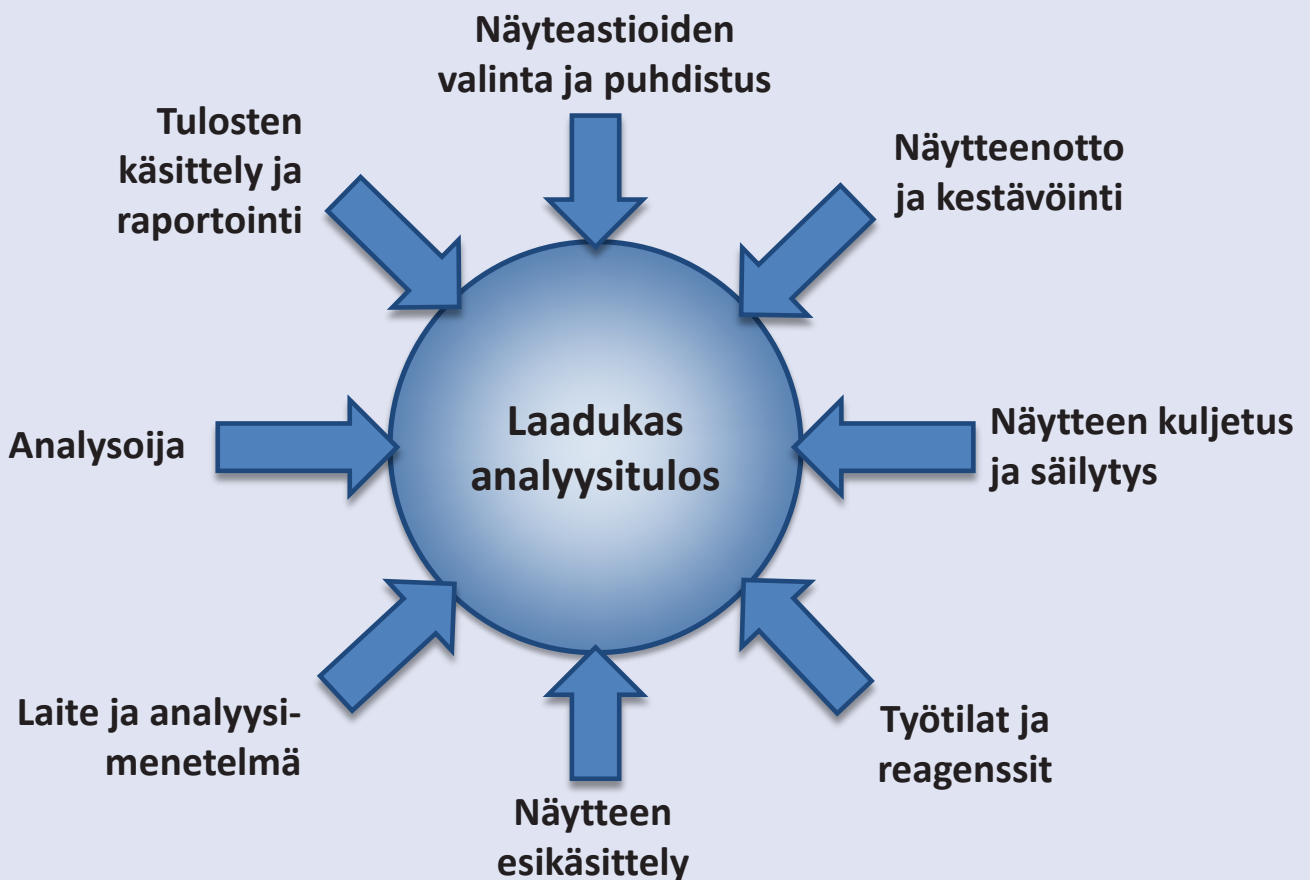 Näyteastioiden
valinta ja puhdistus
Näytteenotto
ja kestävöinti
Näytteen kuljetus
ja säilytys
Työtilat ja
reagenssit
Näytteen
esikäsittely
Laite ja analyysi-
menetelmä
Analysoija
Tulosten
käsittely ja
raportointi
Laadukas
analyysitulos